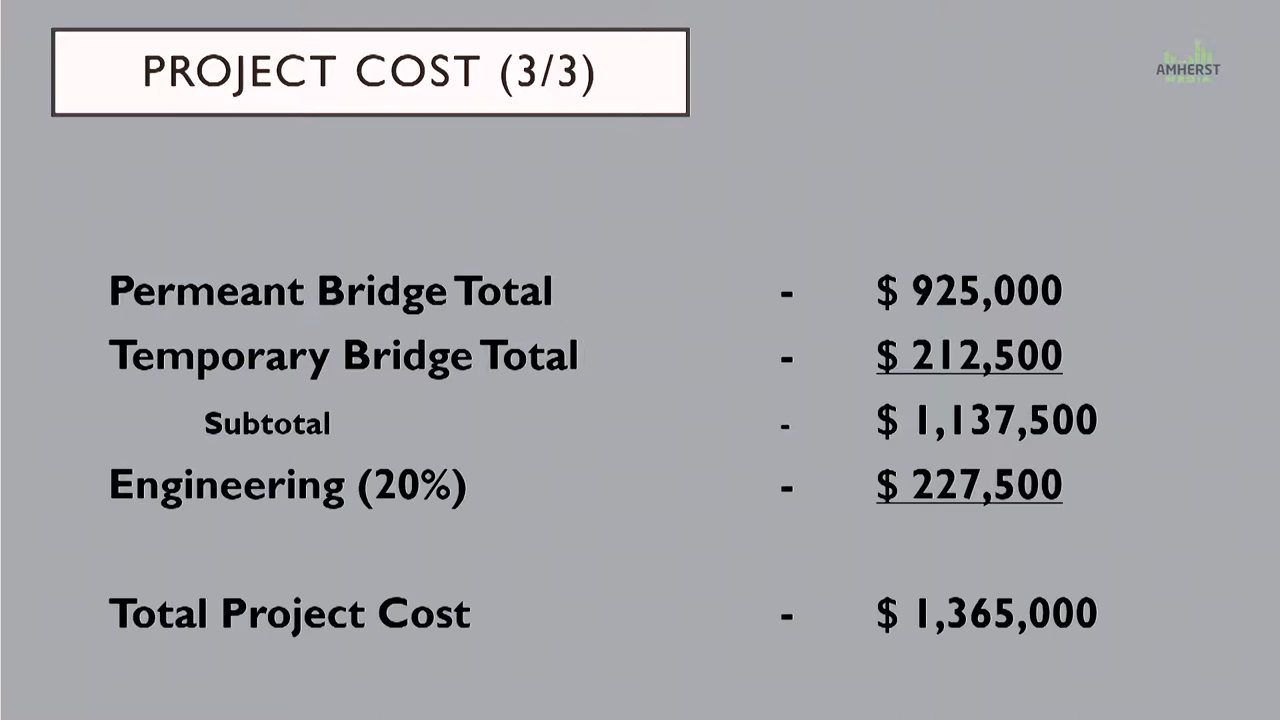 PROJECT COST (3/3)
AMHERST
MEDIA
Permeant Bridge Total - $ 925,000
Temporary Bridge Total - $ 212,500
Subtotal - $ 1,137,500
Engineering (20%) - $ 227,500
Total Project Cost - $ 1,365,000